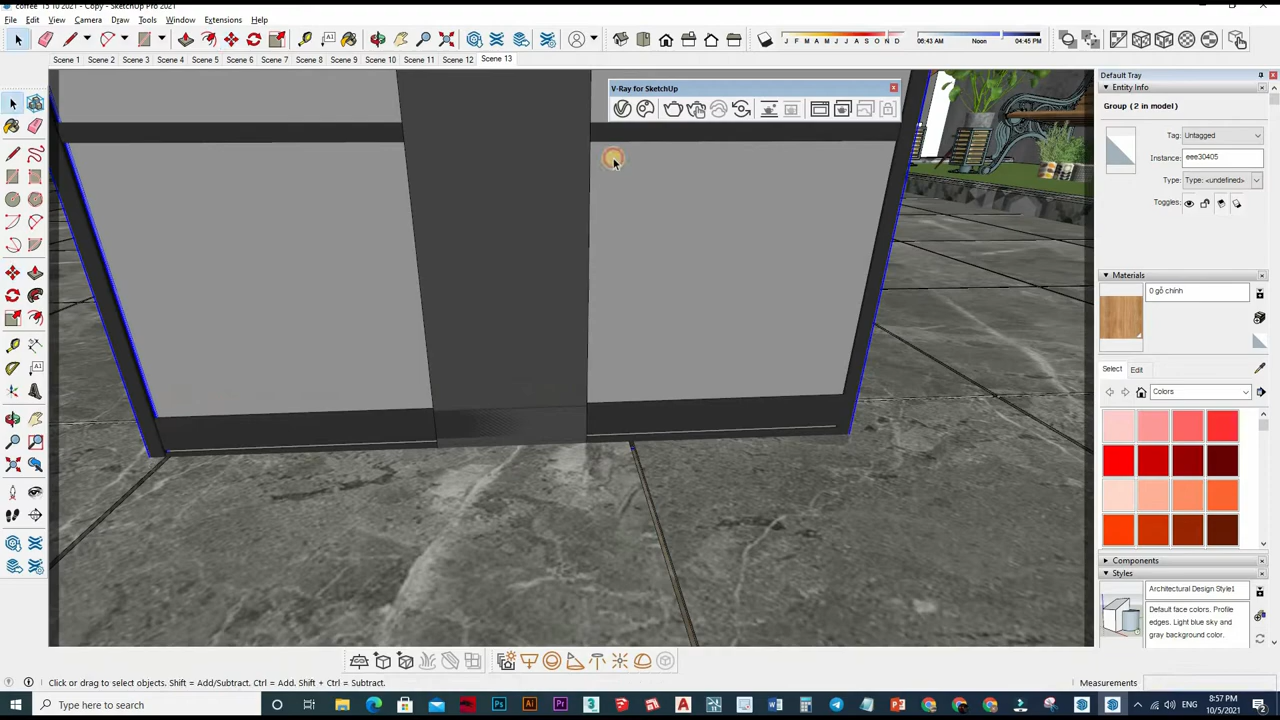 coffee 15 10 2021 - Copy - SketchUp Pro 2021
File Edit View Camera Draw Tools Window Extensions Help
J F M A M J J A S O N D
06:43 AM Noon 04:45 PM
Scene 1 Scene 2 Scene 3 Scene 4 Scene 5 Scene 6 Scene 7 Scene 8 Scene 9 Scene 10 Scene 11 Scene 12 Scene 13
V-Ray for SketchUp
Default Tray
Entity Info
Group (2 in model)
Tag: Untagged
Instance: eee30405
Type: Type: <undefined>
Toggles:
Materials
0 gỗ chính
Select Edit
Colors
Components
Styles
Architectural Design Style1
Default face colors. Profile
edges. Light blue sky and
gray background color.
Click or drag to select objects. Shift = Add/Subtract. Ctrl = Add. Shift + Ctrl = Subtract.
Measurements
Type here to search
8:57 PM
10/5/2021